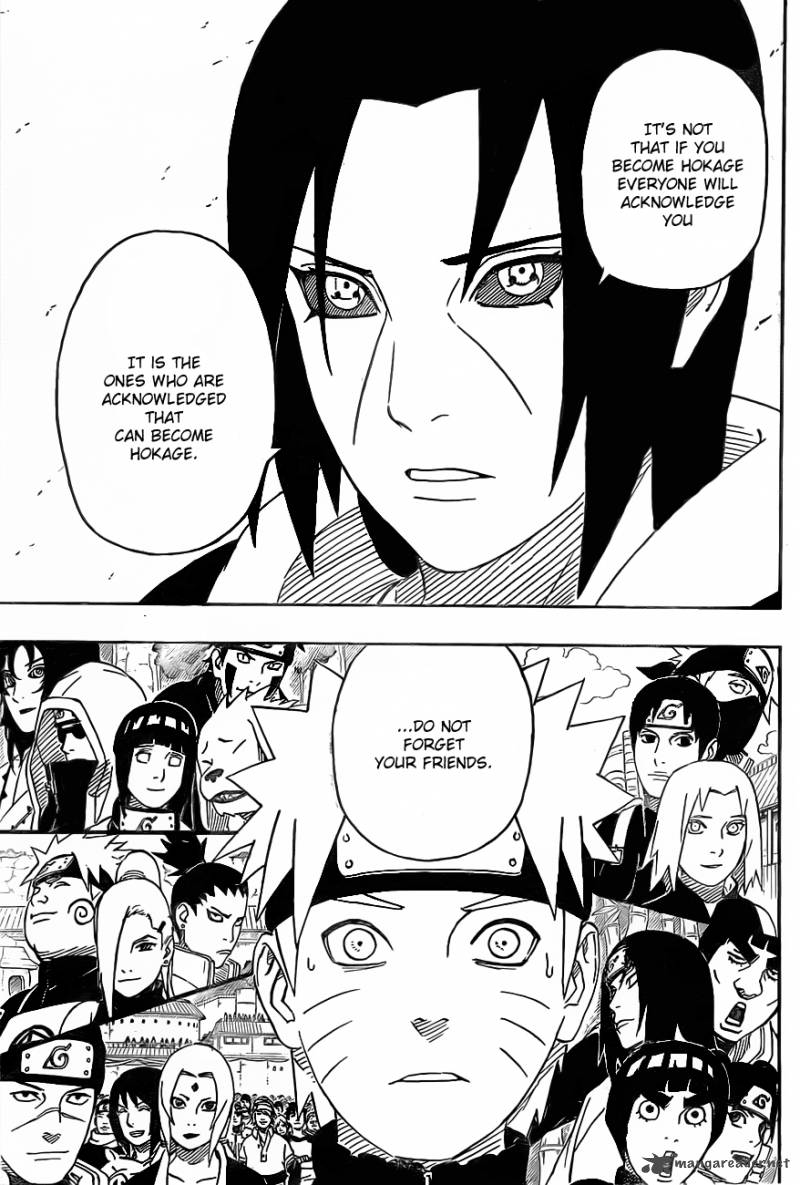 IT'S NOT
THAT IF YOU
BECOME HOKAGE
EVERYONE WILL
ACKNOWLEDGE
YOU
IT IS THE
ONES WHO ARE
ACKNOWLEDGED
THAT
CAN BECOME
HOKAGE.
...DO NOT
FORGET
YOUR FRIENDS.
mangareader.net